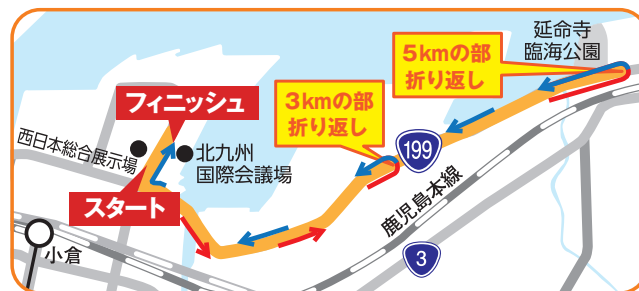 延命寺
臨海公園
5kmの部
折り返し
フィニッシュ
3kmの部
折り返し
西日本総合展示場
北九州
国際会議場
199
スタート
鹿児島本線
小倉
3